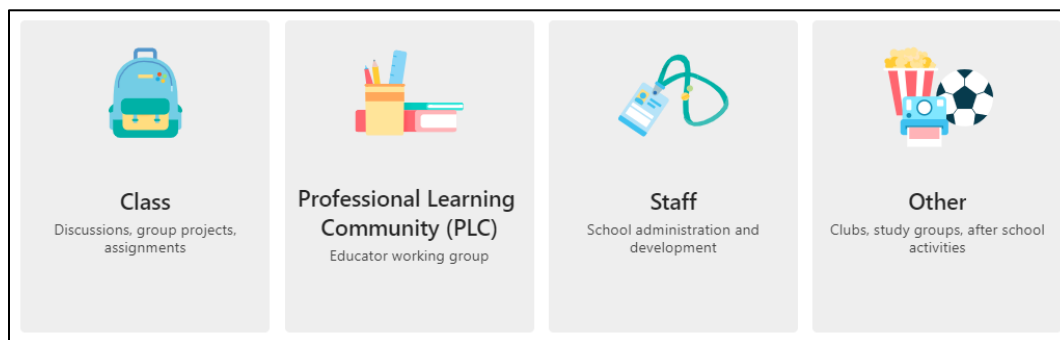 Class
Discussions, group projects,
assignments
Professional Learning
Community (PLC)
Educator working group
Staff
School administration and
development
Other
Clubs, study groups, after school
activities